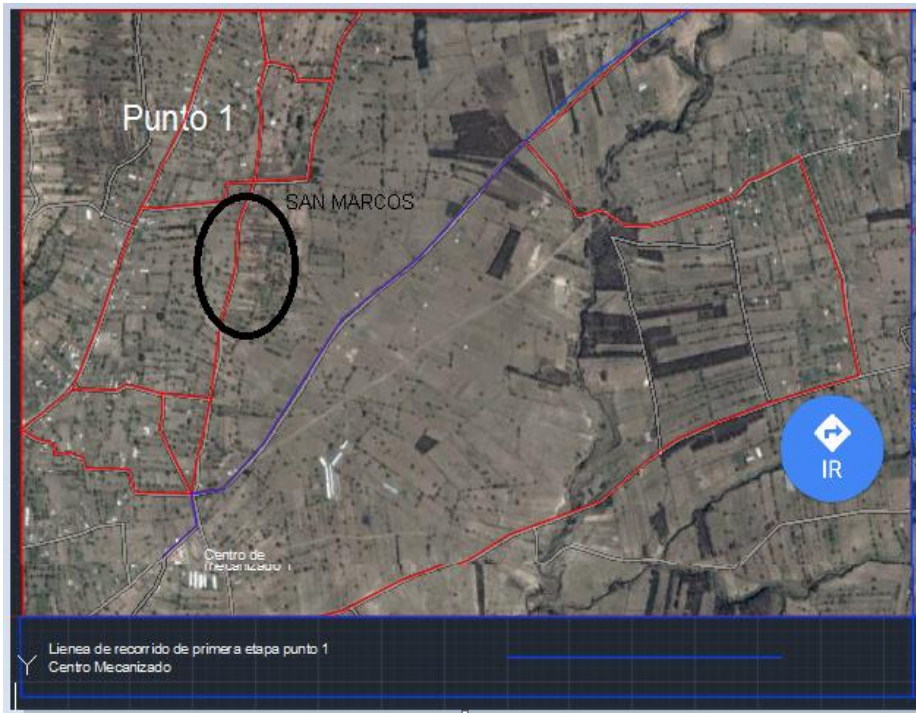 Punto 1
SAN MARCOS
IR
Centro de
Mecanizado 1
Lienea de recorrido de primera etapa punto 1
Centro Mecanizado